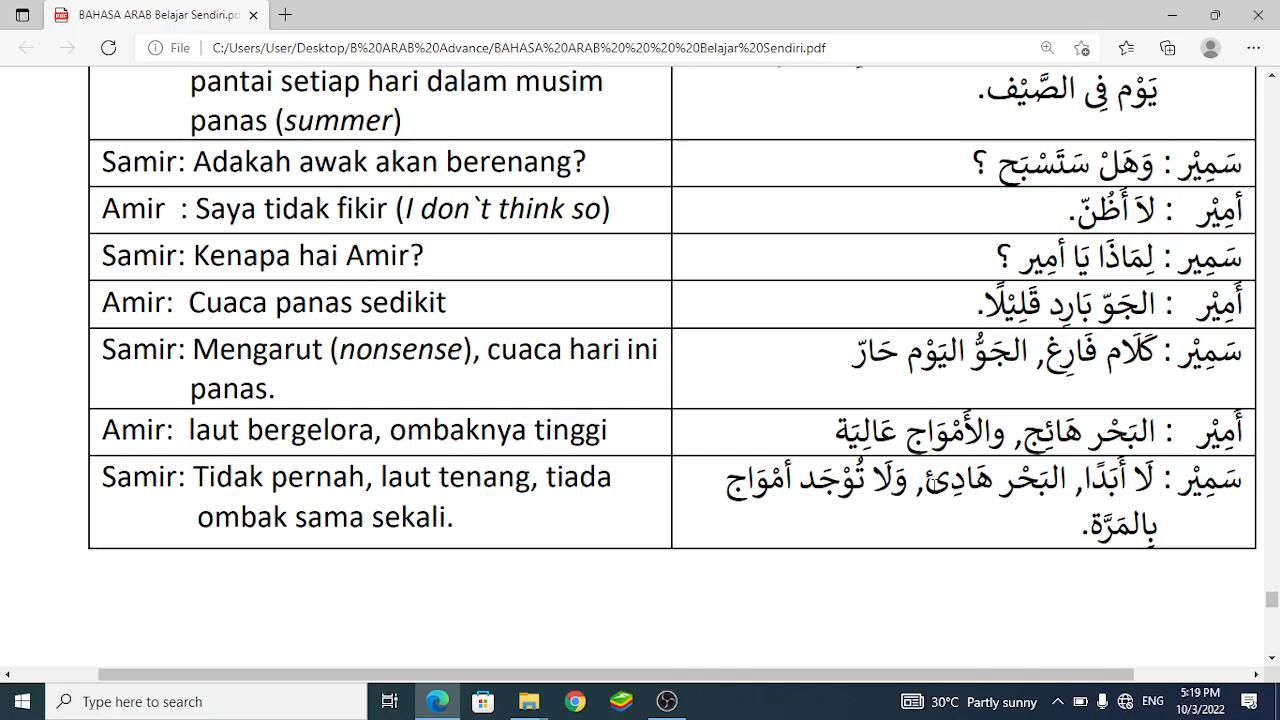 BAHASA ARAB Belajar Sendiri.pd
File C:/Users/User/Desktop/B%20ARAB%20Advance/BAHASA%20ARAB%20%20%20%20Belajar%20Sendiri.pdf
pantai setiap hari dalam musim
panas (summer)
يَوْم فِى الصَّيْف.
Samir: Adakah awak akan berenang?
سَمِيْر : وَهَلْ سَتَسْبَح ؟
Amir : Saya tidak fikir (I don`t think so)
أمِيْر : لاَ أَظُنّ.
Samir: Kenapa hai Amir?
سَمِير : لِمَاذَا يَا أمِير ؟
Amir: Cuaca panas sedikit
أَمِيْر : الجَوّ بَارِد قَلِيْلًا.
Samir: Mengarut (nonsense), cuaca hari ini
panas.
سَمِيْر : كَلَام فَارِغ, الجَوُّ اليَوْم حَارّ
Amir: laut bergelora, ombaknya tinggi
أَمِيْر : البَحْر هَائِج, والأَمْوَاج عَالِيَة
Samir: Tidak pernah, laut tenang, tiada
ombak sama sekali.
سَمِيْر : لَا أَبَدًا, البَحْر هَادِئ, وَلَا تُوْجَد أمْوَاج
بِالمَرَّة.
Type here to search
30°C Partly sunny
ENG
5:19 PM
10/3/2022